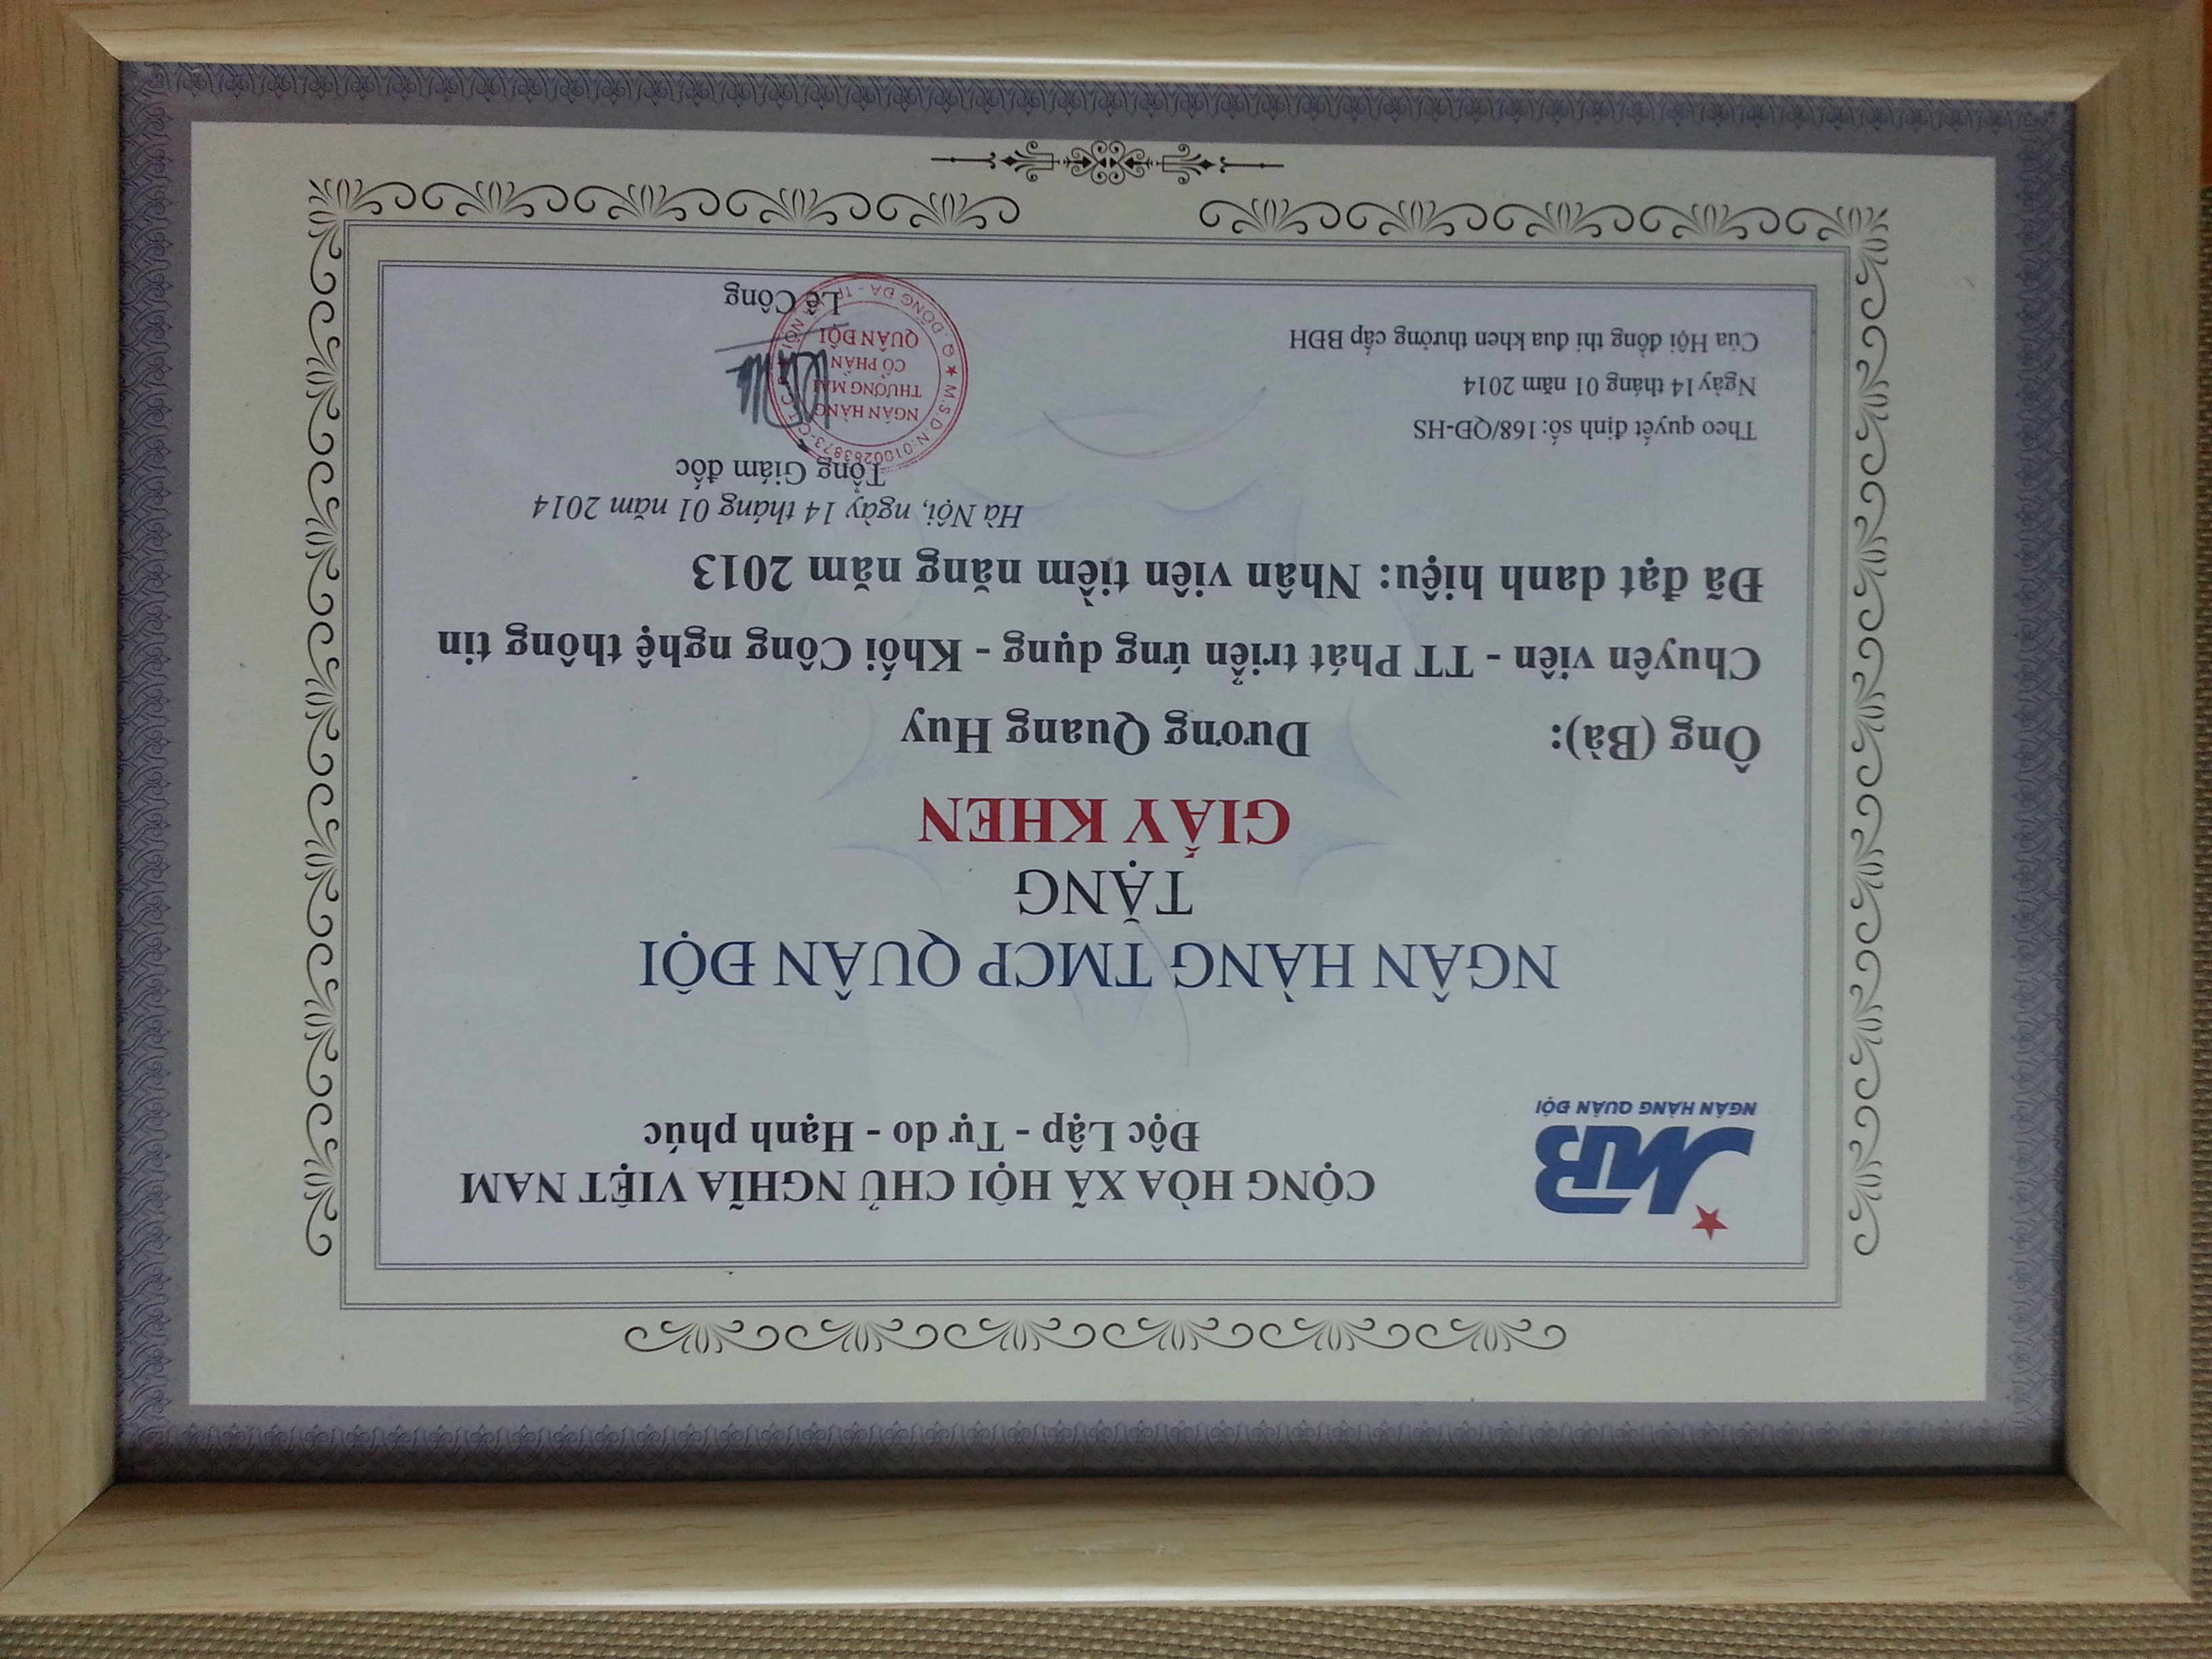 MB
NGÂN HÀNG QUÂN ĐỘI
CỘNG HÒA XÃ HỘI CHỦ NGHĨA VIỆT NAM
Độc Lập - Tự do - Hạnh phúc
NGÂN HÀNG TMCP QUÂN ĐỘI
TẶNG
GIẤY KHEN
Ông (Bà): Dương Quang Huy
Chuyên viên - TT Phát triển ứng dụng - Khối Công nghệ thông tin
Đã đạt danh hiệu: Nhân viên tiềm năng năm 2013
Hà Nội, ngày 14 tháng 01 năm 2014
Tổng Giám đốc
Theo quyết định số: 168/QĐ-HS
Ngày 14 tháng 01 năm 2014
Của Hội đồng thi đua khen thưởng cấp BĐH
M.S.D.N:0100283873-C.T.C.P
NGÂN HÀNG
THƯƠNG MẠI
CỔ PHẦN
QUÂN ĐỘI
Q. ĐỐNG ĐA - TP. HÀ NỘI
Lê Công